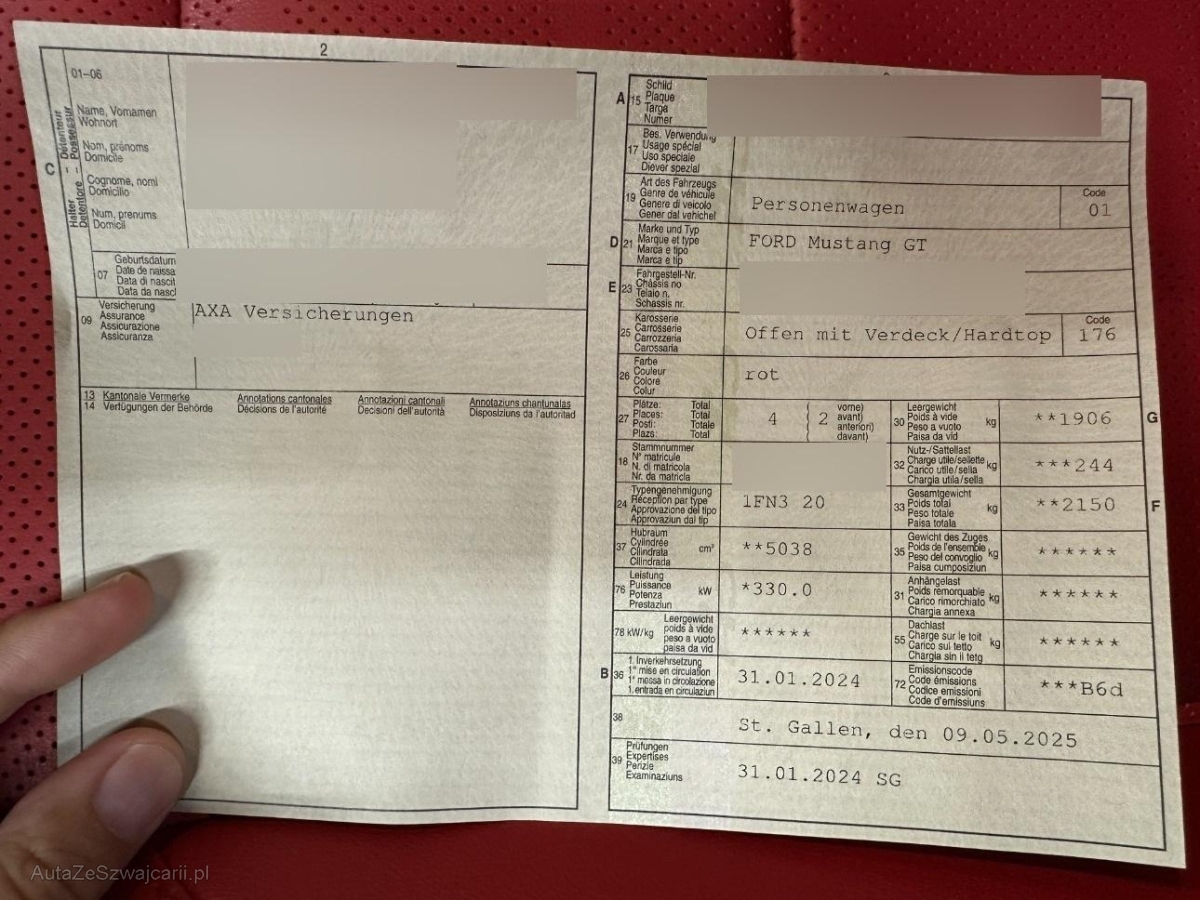 2
01-06
Name, Vornamen
Wohnort
Nom, prénoms
Domicile
Cognome, nomi
Domicilio
Num, prenums
Domicil
C
Halter - Détenteur
Detentore - Possessur
07
Geburtsdatum
Date de naissa
Data di nascit
Data da nasc
09
Versicherung
Assurance
Assicurazione
Assicuranza
AXA Versicherungen
13 Kantonale Vermerke
14 Verfügungen der Behörde
Annotations cantonales
Décisions de l'autorité
Annotazioni cantonali
Decisioni dell'autorità
Annotaziuns chantunalas
Disposiziuns da l'autoritad
A
15
Schild
Plaque
Targa
Numer
17
Bes. Verwendung
Usage spécial
Uso speciale
Diever spezial
19
Art des Fahrzeugs
Genre de véhicule
Genere di veicolo
Gener dal vehichel
Personenwagen
Code
01
D
21
Marke und Typ
Marque et type
Marca e tipo
Marca e tip
FORD Mustang GT
E
23
Fahrgestell-Nr.
Châssis no
Telaio n.
Schassis nr.
25
Karosserie
Carrosserie
Carrozzeria
Carossaria
Offen mit Verdeck/Hardtop
Code
176
26
Farbe
Couleur
Colore
Colur
rot
27
Plätze: Total
Places: Total
Posti: Totale
Plazs: Total
4
2
vorne)
avant)
anteriori)
davant)
30
Leergewicht
Poids à vide
Peso a vuoto
Paisa da vid
kg
**1906
G
18
Stammnummer
N° matricule
N. di matricola
Nr. da matricla
32
Nutz-/Sattellast
Charge utile/sellette
Carico utile/sella
Chargia utila/sella
kg
***244
24
Typengenehmigung
Réception par type
Approvazione del tipo
Approvaziun dal tip
1FN3 20
33
Gesamtgewicht
Poids total
Peso totale
Paisa totala
kg
**2150
F
37
Hubraum
Cylindrée
Cilindrata
Cilindrada
cm³
**5038
35
Gewicht des Zuges
Poids de l'ensemble
Peso del convoglio
Paisa cumposiziun
kg
******
76
Leistung
Puissance
Potenza
Prestaziun
kW
*330.0
31
Anhängelast
Poids remorquable
Carico rimorchiato
Chargia annexa
kg
******
78 kW/kg
Leergewicht
poids à vide
peso a vuoto
paisa da vid
******
55
Dachlast
Charge sur le toit
Carico sul tetto
Chargia sin il tetg
kg
******
B
36
1. Inverkehrsetzung
1re mise en circulation
1a messa in circolazione
1. entrada en circulaziun
31.01.2024
72
Emissionscode
Code émissions
Codice emissioni
Code d'emissiuns
***B6d
38
St. Gallen, den 09.05.2025
39
Prüfungen
Expertises
Perizie
Examinaziuns
31.01.2024 SG
AutaZeSzwajcarii.pl